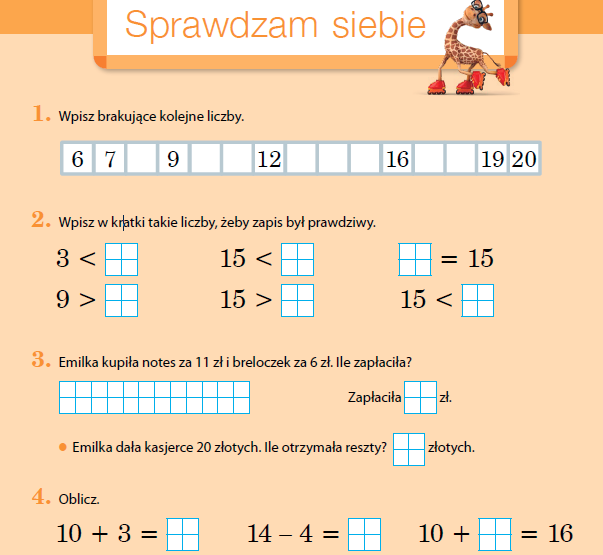 Sprawdzam siebie
1. Wpisz brakujące kolejne liczby.
6 7 9 12 16 19 20
2. Wpisz w kratki takie liczby, żeby zapis był prawdziwy.
3 < 15 < = 15
9 > 15 > 15 <
3. Emilka kupiła notes za 11 zł i breloczek za 6 zł. Ile zapłaciła?
Zapłaciła zł.
• Emilka dała kasjerce 20 złotych. Ile otrzymała reszty? złotych.
4. Oblicz.
10 + 3 = 14 – 4 = 10 + = 16